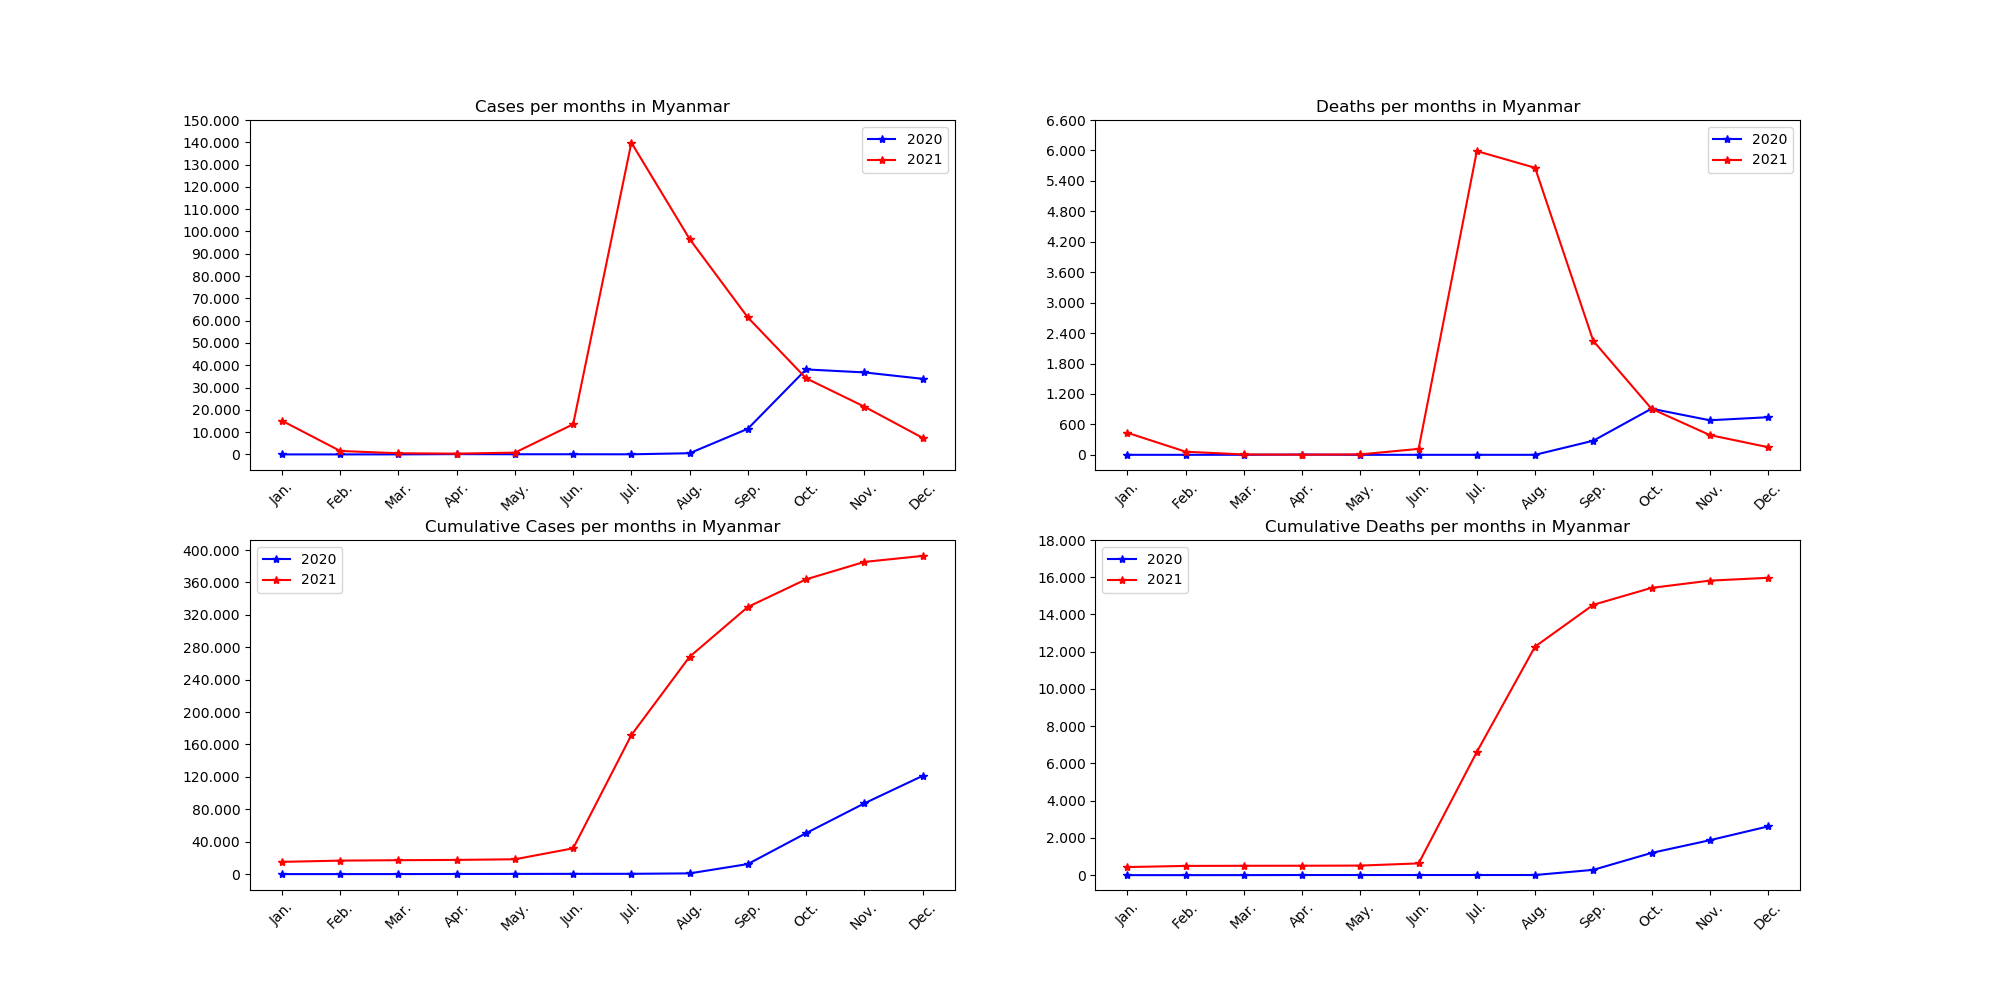 Cases per months in Myanmar
150.000
140.000
130.000
120.000
110.000
100.000
90.000
80.000
70.000
60.000
50.000
40.000
30.000
20.000
10.000
0
2020
2021
Jan.
Feb.
Mar.
Apr.
May.
Jun.
Jul.
Aug.
Sep.
Oct.
Nov.
Dec.
Deaths per months in Myanmar
6.600
6.000
5.400
4.800
4.200
3.600
3.000
2.400
1.800
1.200
600
0
2020
2021
Jan.
Feb.
Mar.
Apr.
May.
Jun.
Jul.
Aug.
Sep.
Oct.
Nov.
Dec.
Cumulative Cases per months in Myanmar
400.000
360.000
320.000
280.000
240.000
200.000
160.000
120.000
80.000
40.000
0
2020
2021
Jan.
Feb.
Mar.
Apr.
May.
Jun.
Jul.
Aug.
Sep.
Oct.
Nov.
Dec.
Cumulative Deaths per months in Myanmar
18.000
16.000
14.000
12.000
10.000
8.000
6.000
4.000
2.000
0
2020
2021
Jan.
Feb.
Mar.
Apr.
May.
Jun.
Jul.
Aug.
Sep.
Oct.
Nov.
Dec.